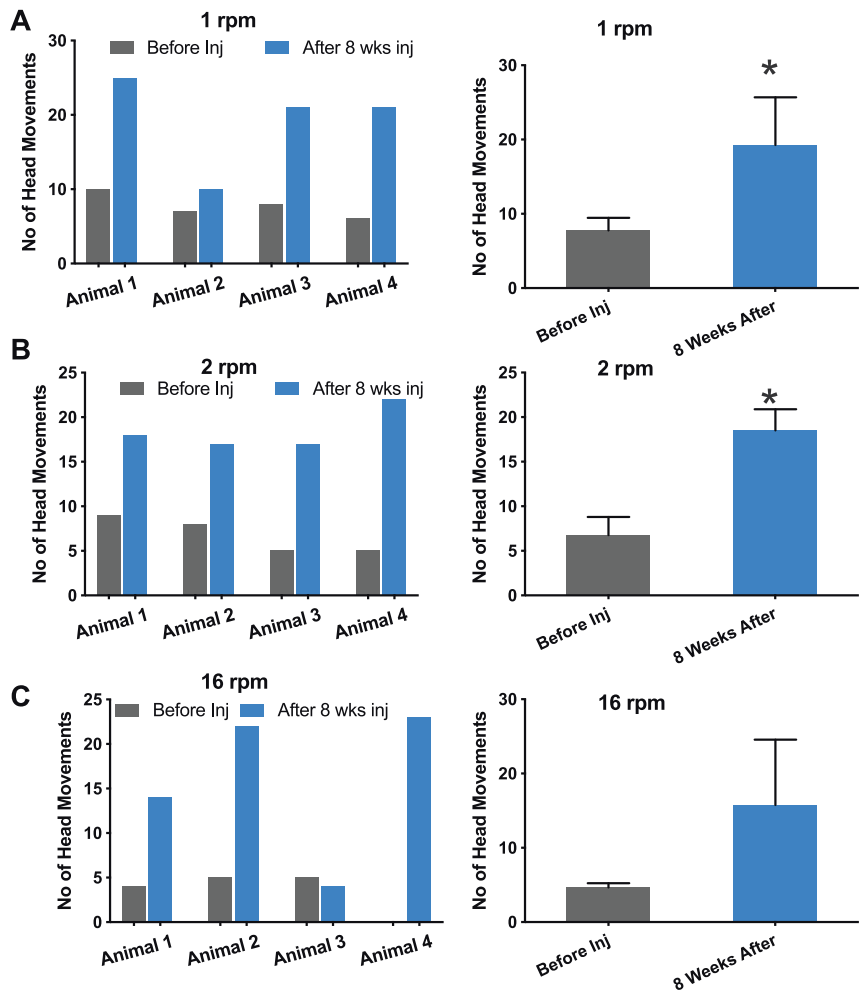 A
1 rpm
Before Inj
After 8 wks inj
No of Head Movements
30
20
10
0
Animal 1
Animal 2
Animal 3
Animal 4
1 rpm
No of Head Movements
30
20
10
0
*
Before Inj
8 Weeks After
B
2 rpm
Before Inj
After 8 wks inj
No of Head Movements
25
20
15
10
5
0
Animal 1
Animal 2
Animal 3
Animal 4
2 rpm
No of Head Movements
25
20
15
10
5
0
*
Before Inj
8 Weeks After
C
16 rpm
Before Inj
After 8 wks inj
No of Head Movements
25
20
15
10
5
0
Animal 1
Animal 2
Animal 3
Animal 4
16 rpm
No of Head Movements
30
20
10
0
Before Inj
8 Weeks After